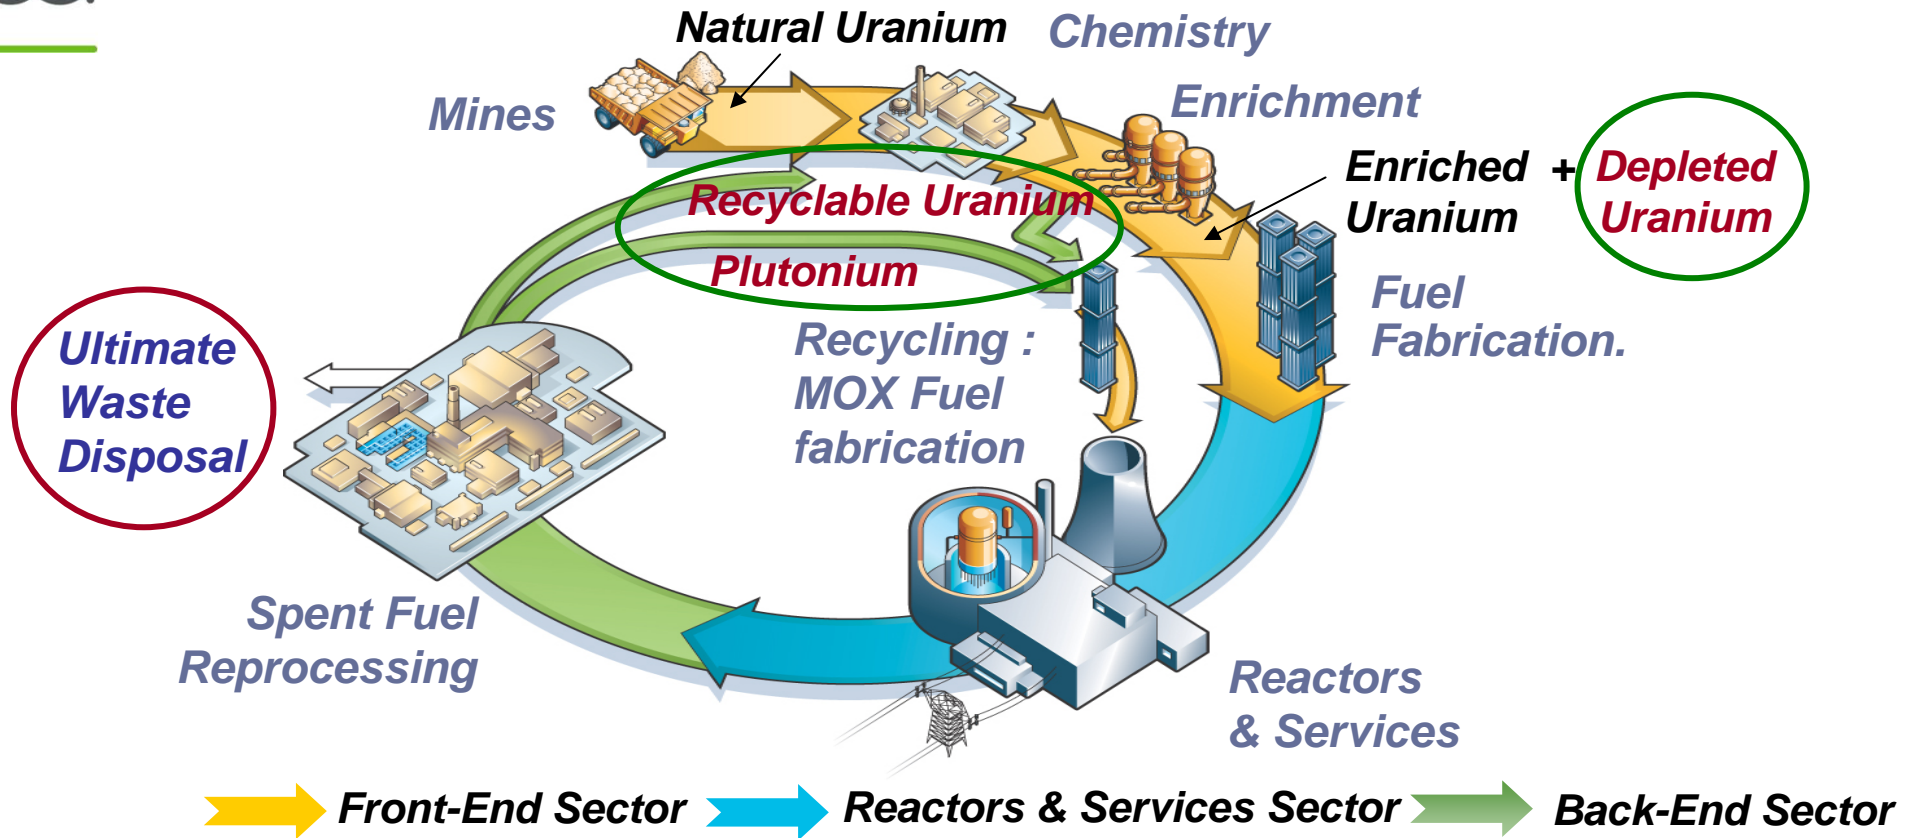 Natural Uranium
Chemistry
Mines
Enrichment
Enriched + Depleted
Uranium Uranium
Recyclable Uranium
Plutonium
Fuel
Fabrication.
Recycling :
MOX Fuel
fabrication
Ultimate
Waste
Disposal
Spent Fuel
Reprocessing
Reactors
& Services
Front-End Sector
Reactors & Services Sector
Back-End Sector